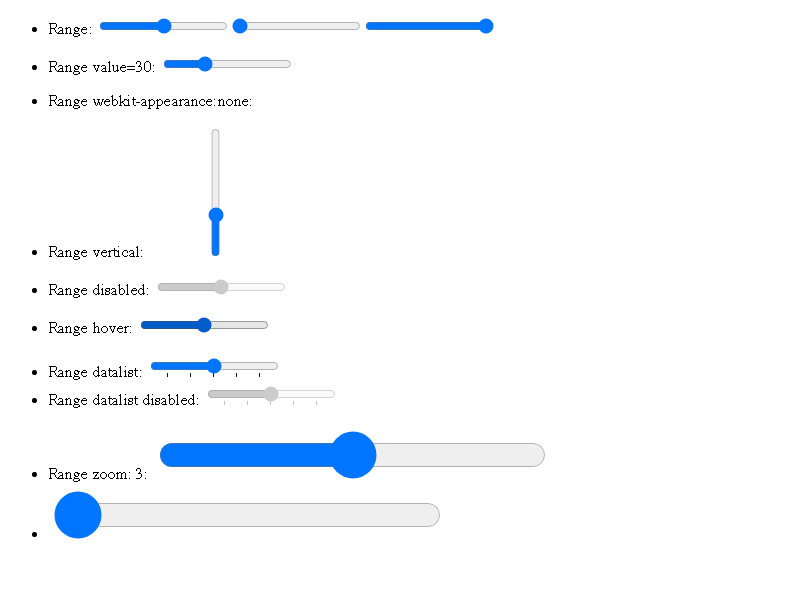 Range:
Range value=30:
Range webkit-appearance:none:
Range vertical:
Range disabled:
Range hover:
Range datalist:
Range datalist disabled:
Range zoom: 3: